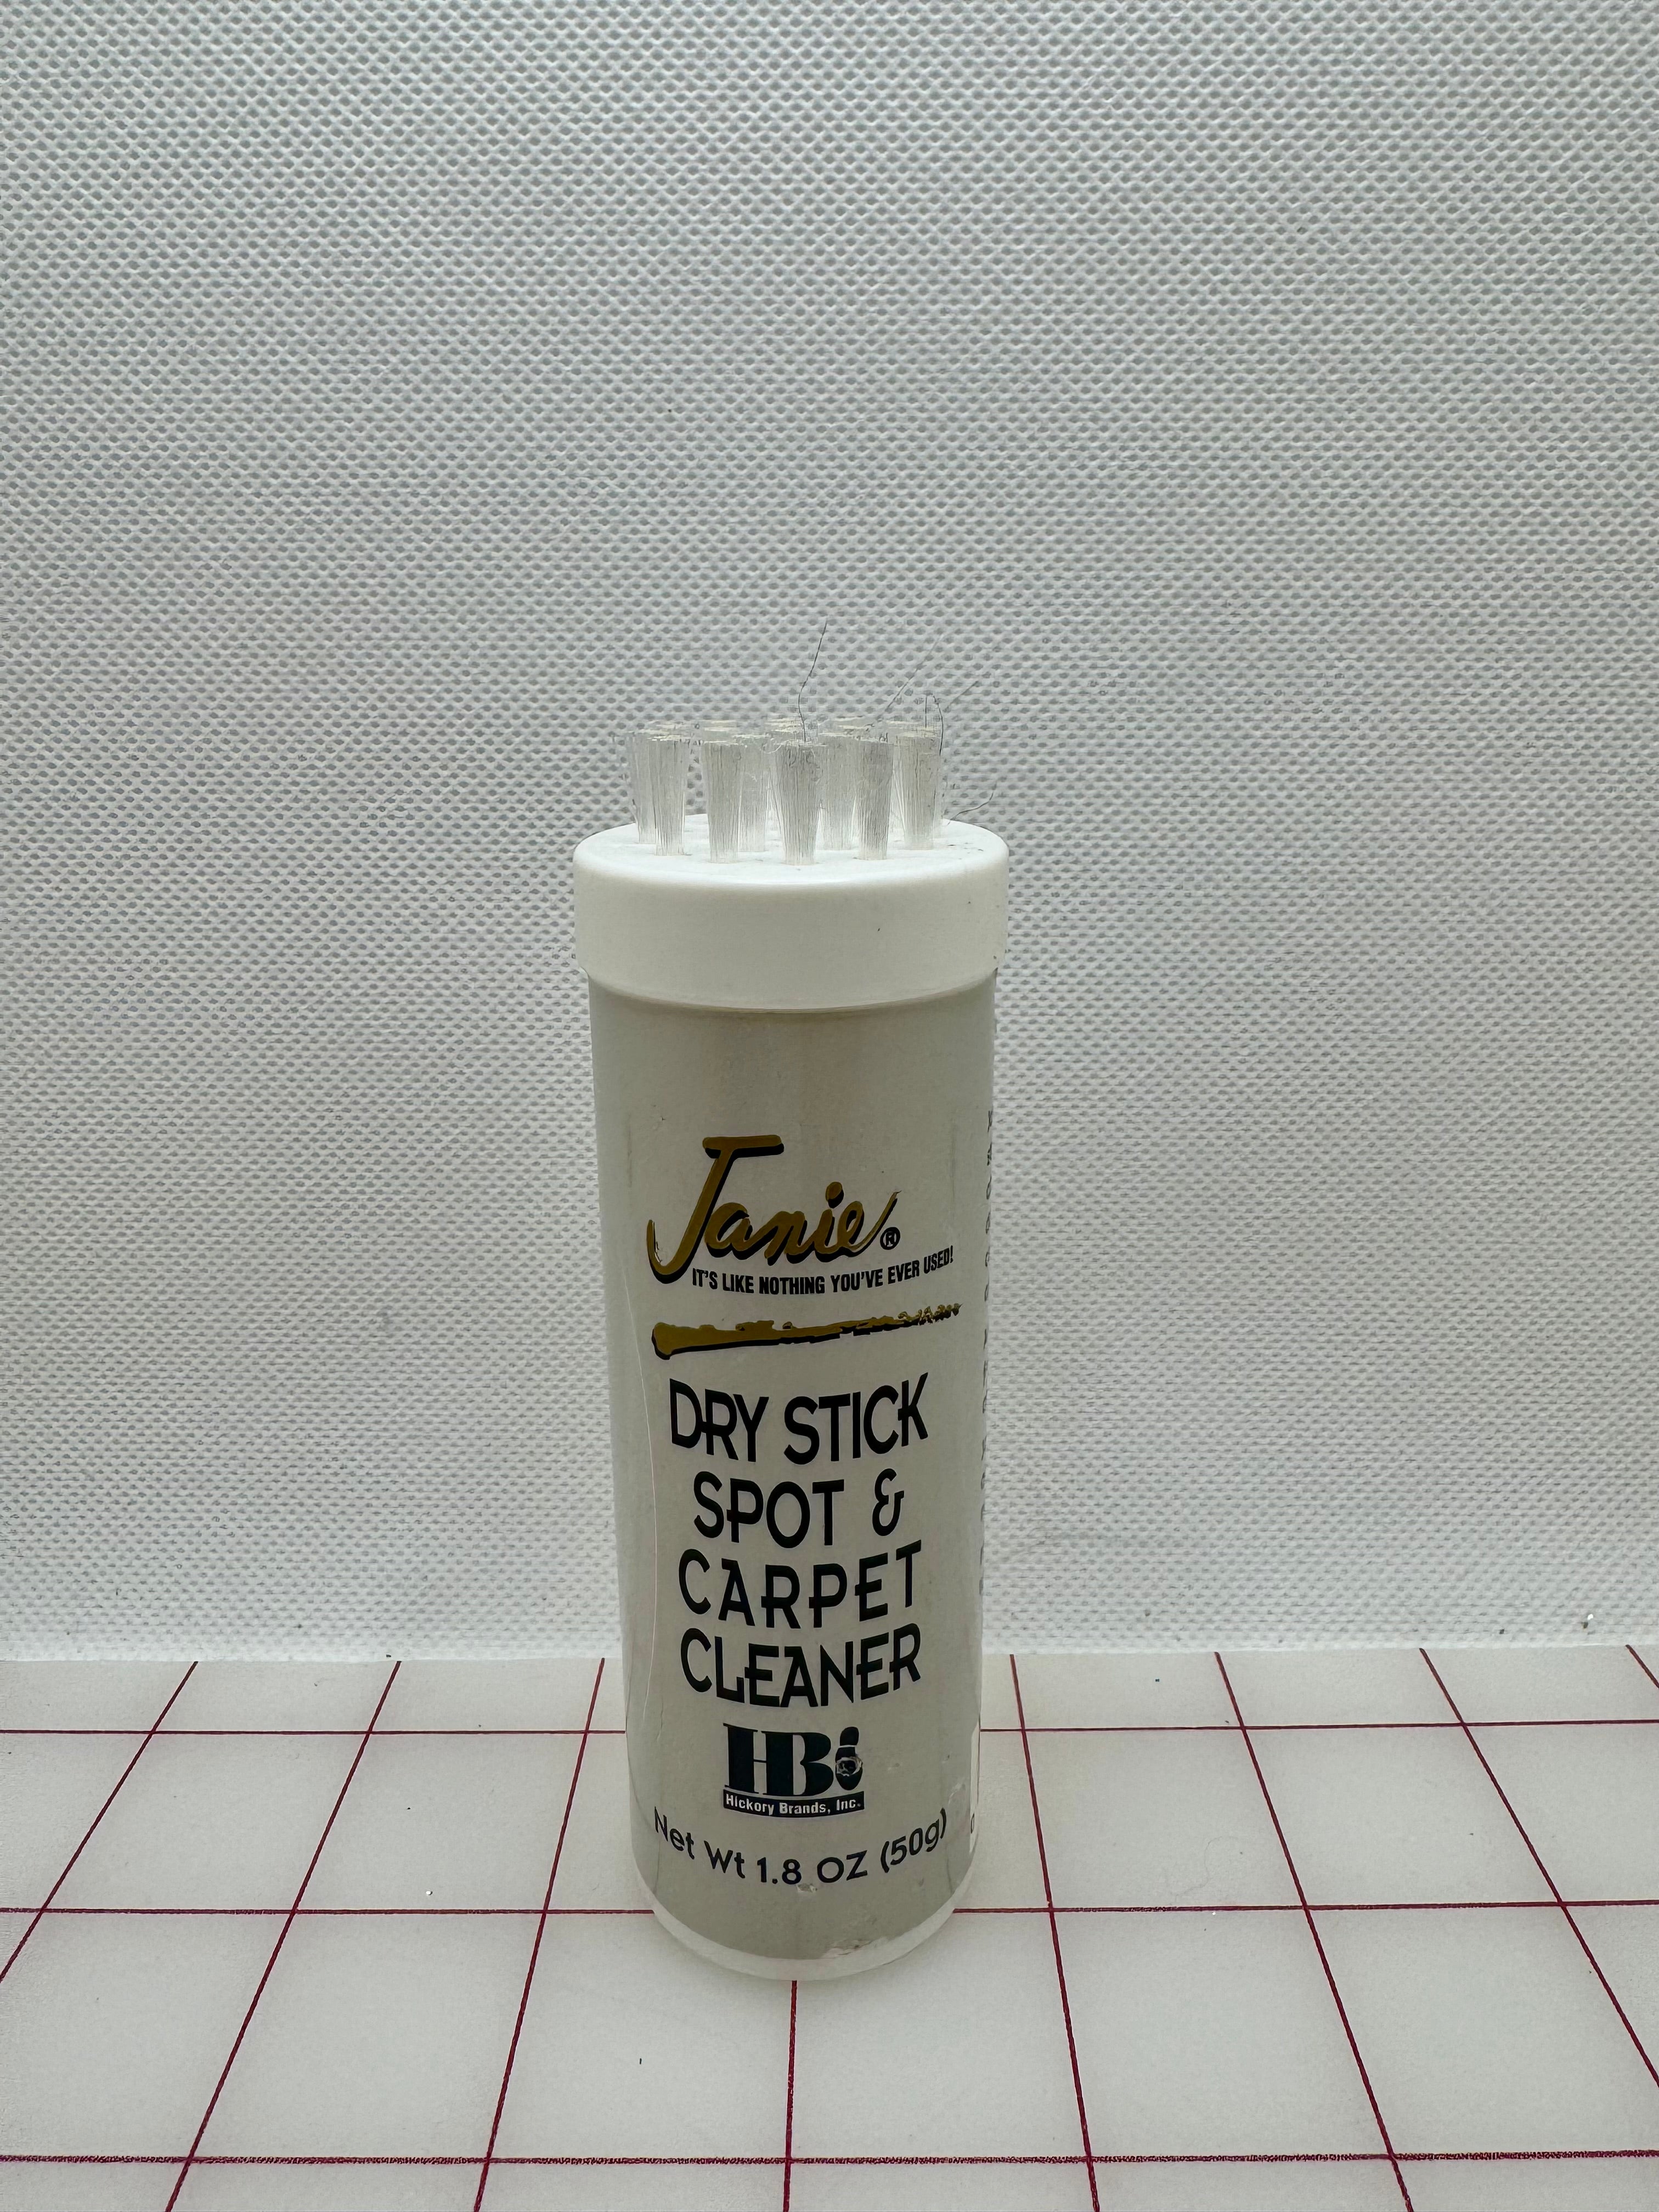 Janie®
IT'S LIKE NOTHING YOU'VE EVER USED!
DRY STICK
SPOT &
CARPET
CLEANER
HBi
Hickory Brands, Inc.
Net Wt 1.8 OZ (50g)